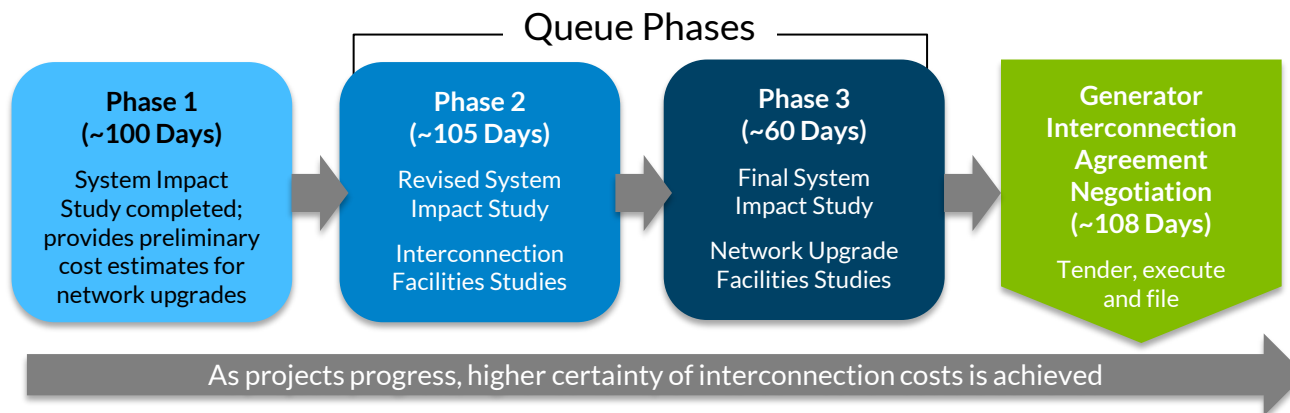 Queue Phases
Phase 1
(~100 Days)
System Impact
Study completed;
provides preliminary
cost estimates for
network upgrades
Phase 2
(~105 Days)
Revised System
Impact Study
Interconnection
Facilities Studies
Phase 3
(~60 Days)
Final System
Impact Study
Network Upgrade
Facilities Studies
Generator
Interconnection
Agreement
Negotiation
(~108 Days)
Tender, execute
and file
As projects progress, higher certainty of interconnection costs is achieved